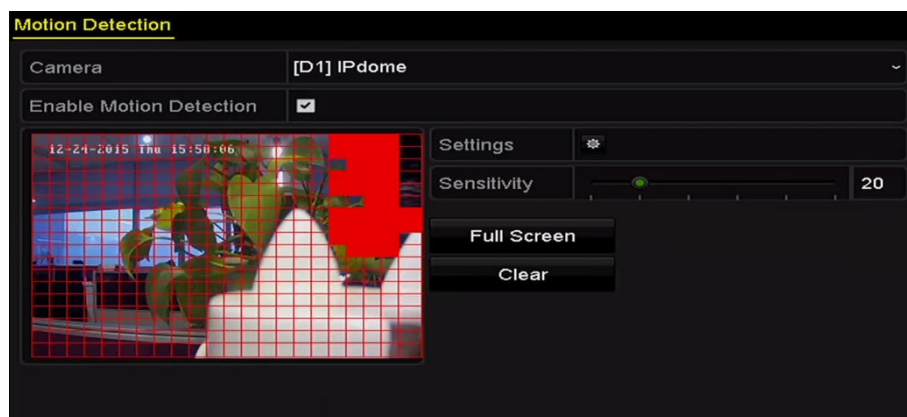 Motion Detection
Camera [D1] IPdome
Enable Motion Detection
12-24-2015 Thu 15:58:06
Settings
Sensitivity 20
Full Screen
Clear